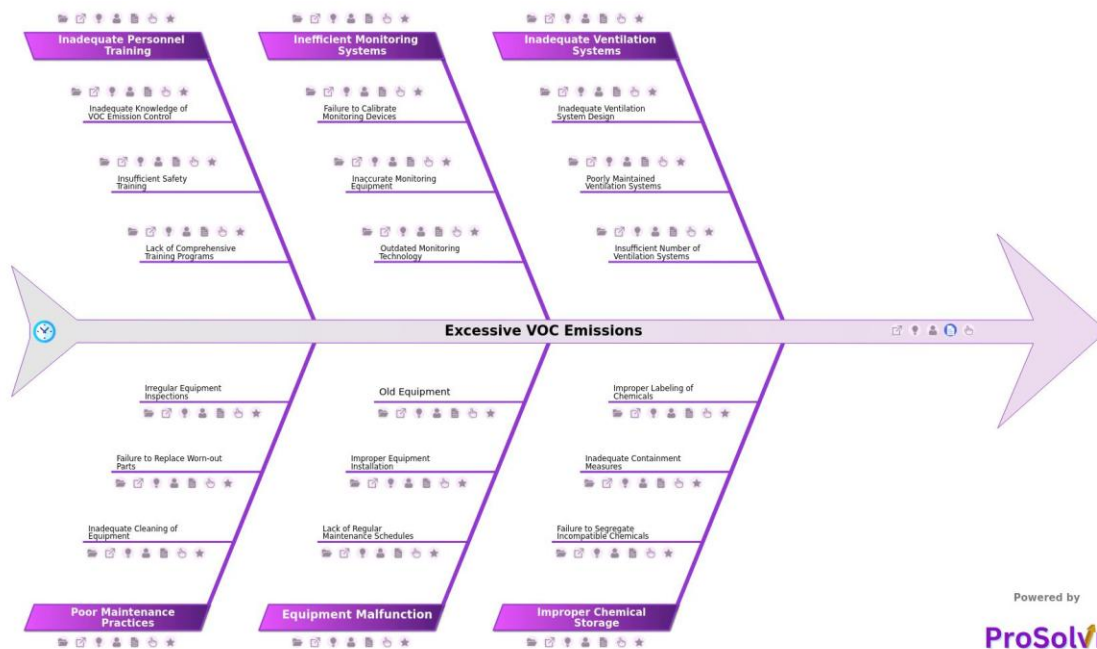 Inadequate Personnel
Training
Inefficient Monitoring
Systems
Inadequate Ventilation
Systems
Inadequate Knowledge of
VOC Emission Control
Failure to Calibrate
Monitoring Devices
Inadequate Ventilation
System Design
Insufficient Safety
Training
Inaccurate Monitoring
Equipment
Poorly Maintained
Ventilation Systems
Lack of Comprehensive
Training Programs
Outdated Monitoring
Technology
Insufficient Number of
Ventilation Systems
Excessive VOC Emissions
Irregular Equipment
Inspections
Old Equipment
Improper Labeling of
Chemicals
Failure to Replace Worn-out
Parts
Improper Equipment
Installation
Inadequate Containment
Measures
Inadequate Cleaning of
Equipment
Lack of Regular
Maintenance Schedules
Failure to Segregate
Incompatible Chemicals
Poor Maintenance
Practices
Equipment Malfunction
Improper Chemical
Storage
Powered by